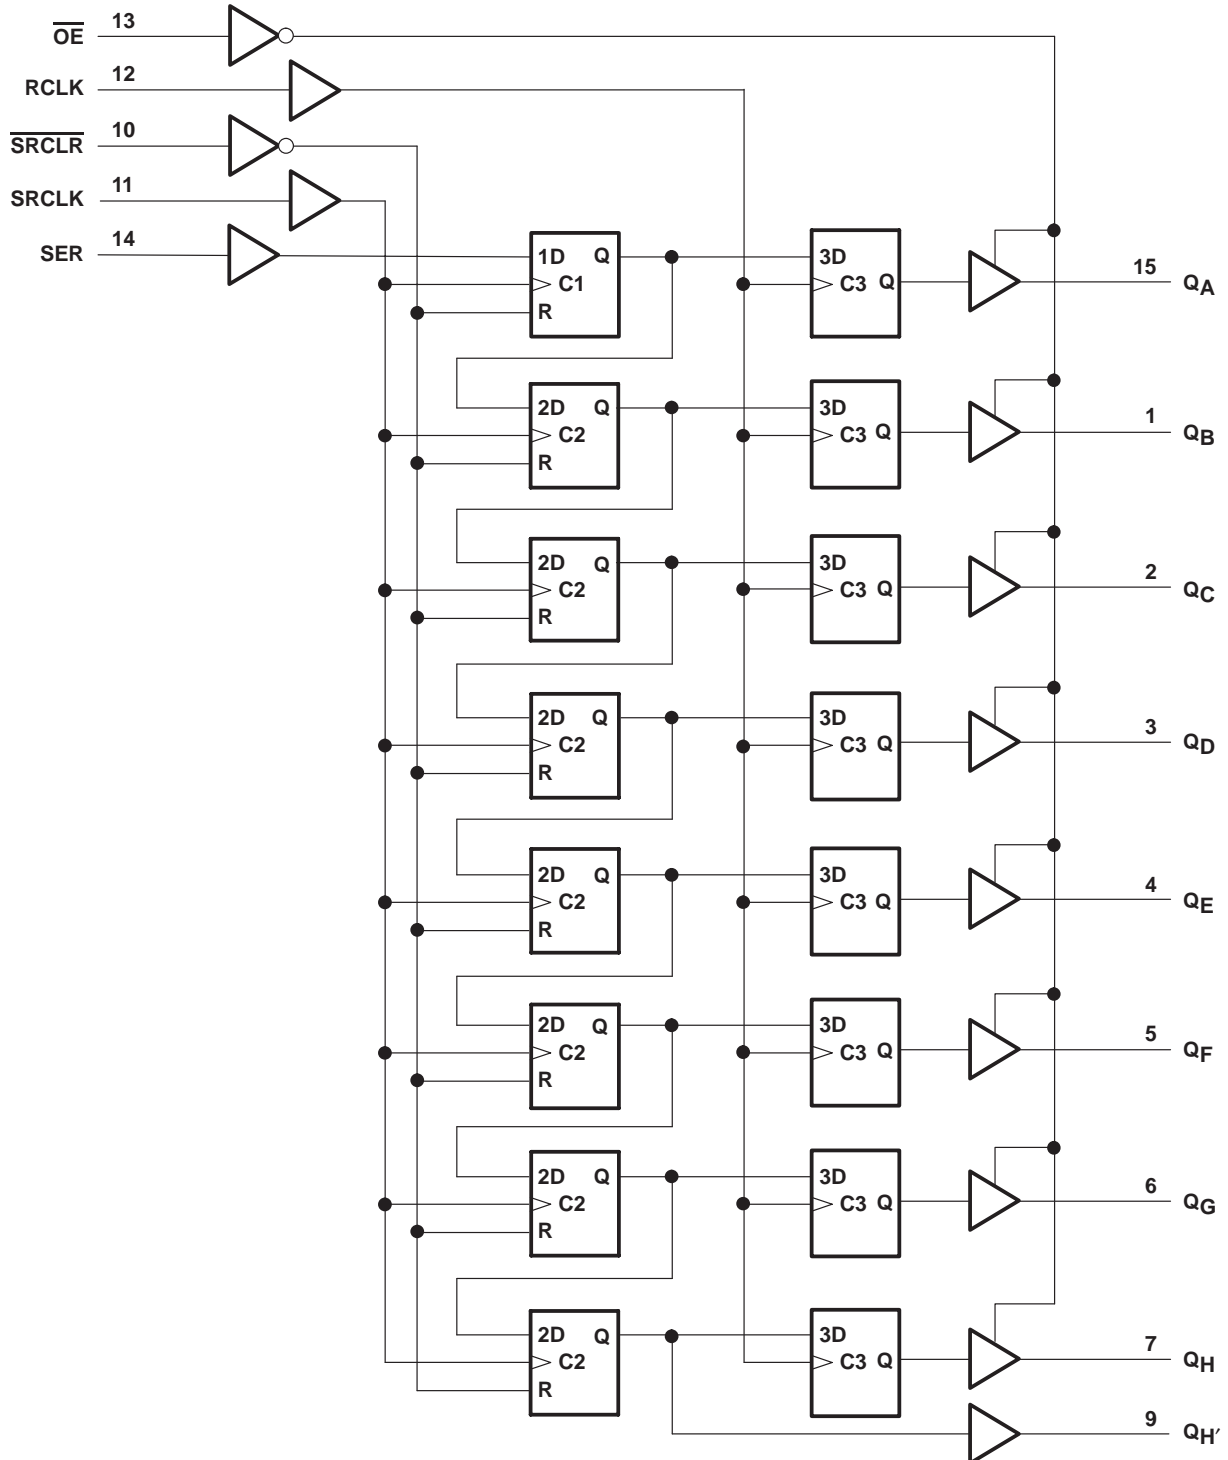 O̅E̅ 13
RCLK 12
S̅R̅C̅L̅R̅ 10
SRCLK 11
SER 14
1D Q
C1
R
3D
C3 Q
15 QA
2D Q
C2
R
3D
C3 Q
1 QB
2D Q
C2
R
3D
C3 Q
2 QC
2D Q
C2
R
3D
C3 Q
3 QD
2D Q
C2
R
3D
C3 Q
4 QE
2D Q
C2
R
3D
C3 Q
5 QF
2D Q
C2
R
3D
C3 Q
6 QG
2D Q
C2
R
3D
C3 Q
7 QH
9 QH′